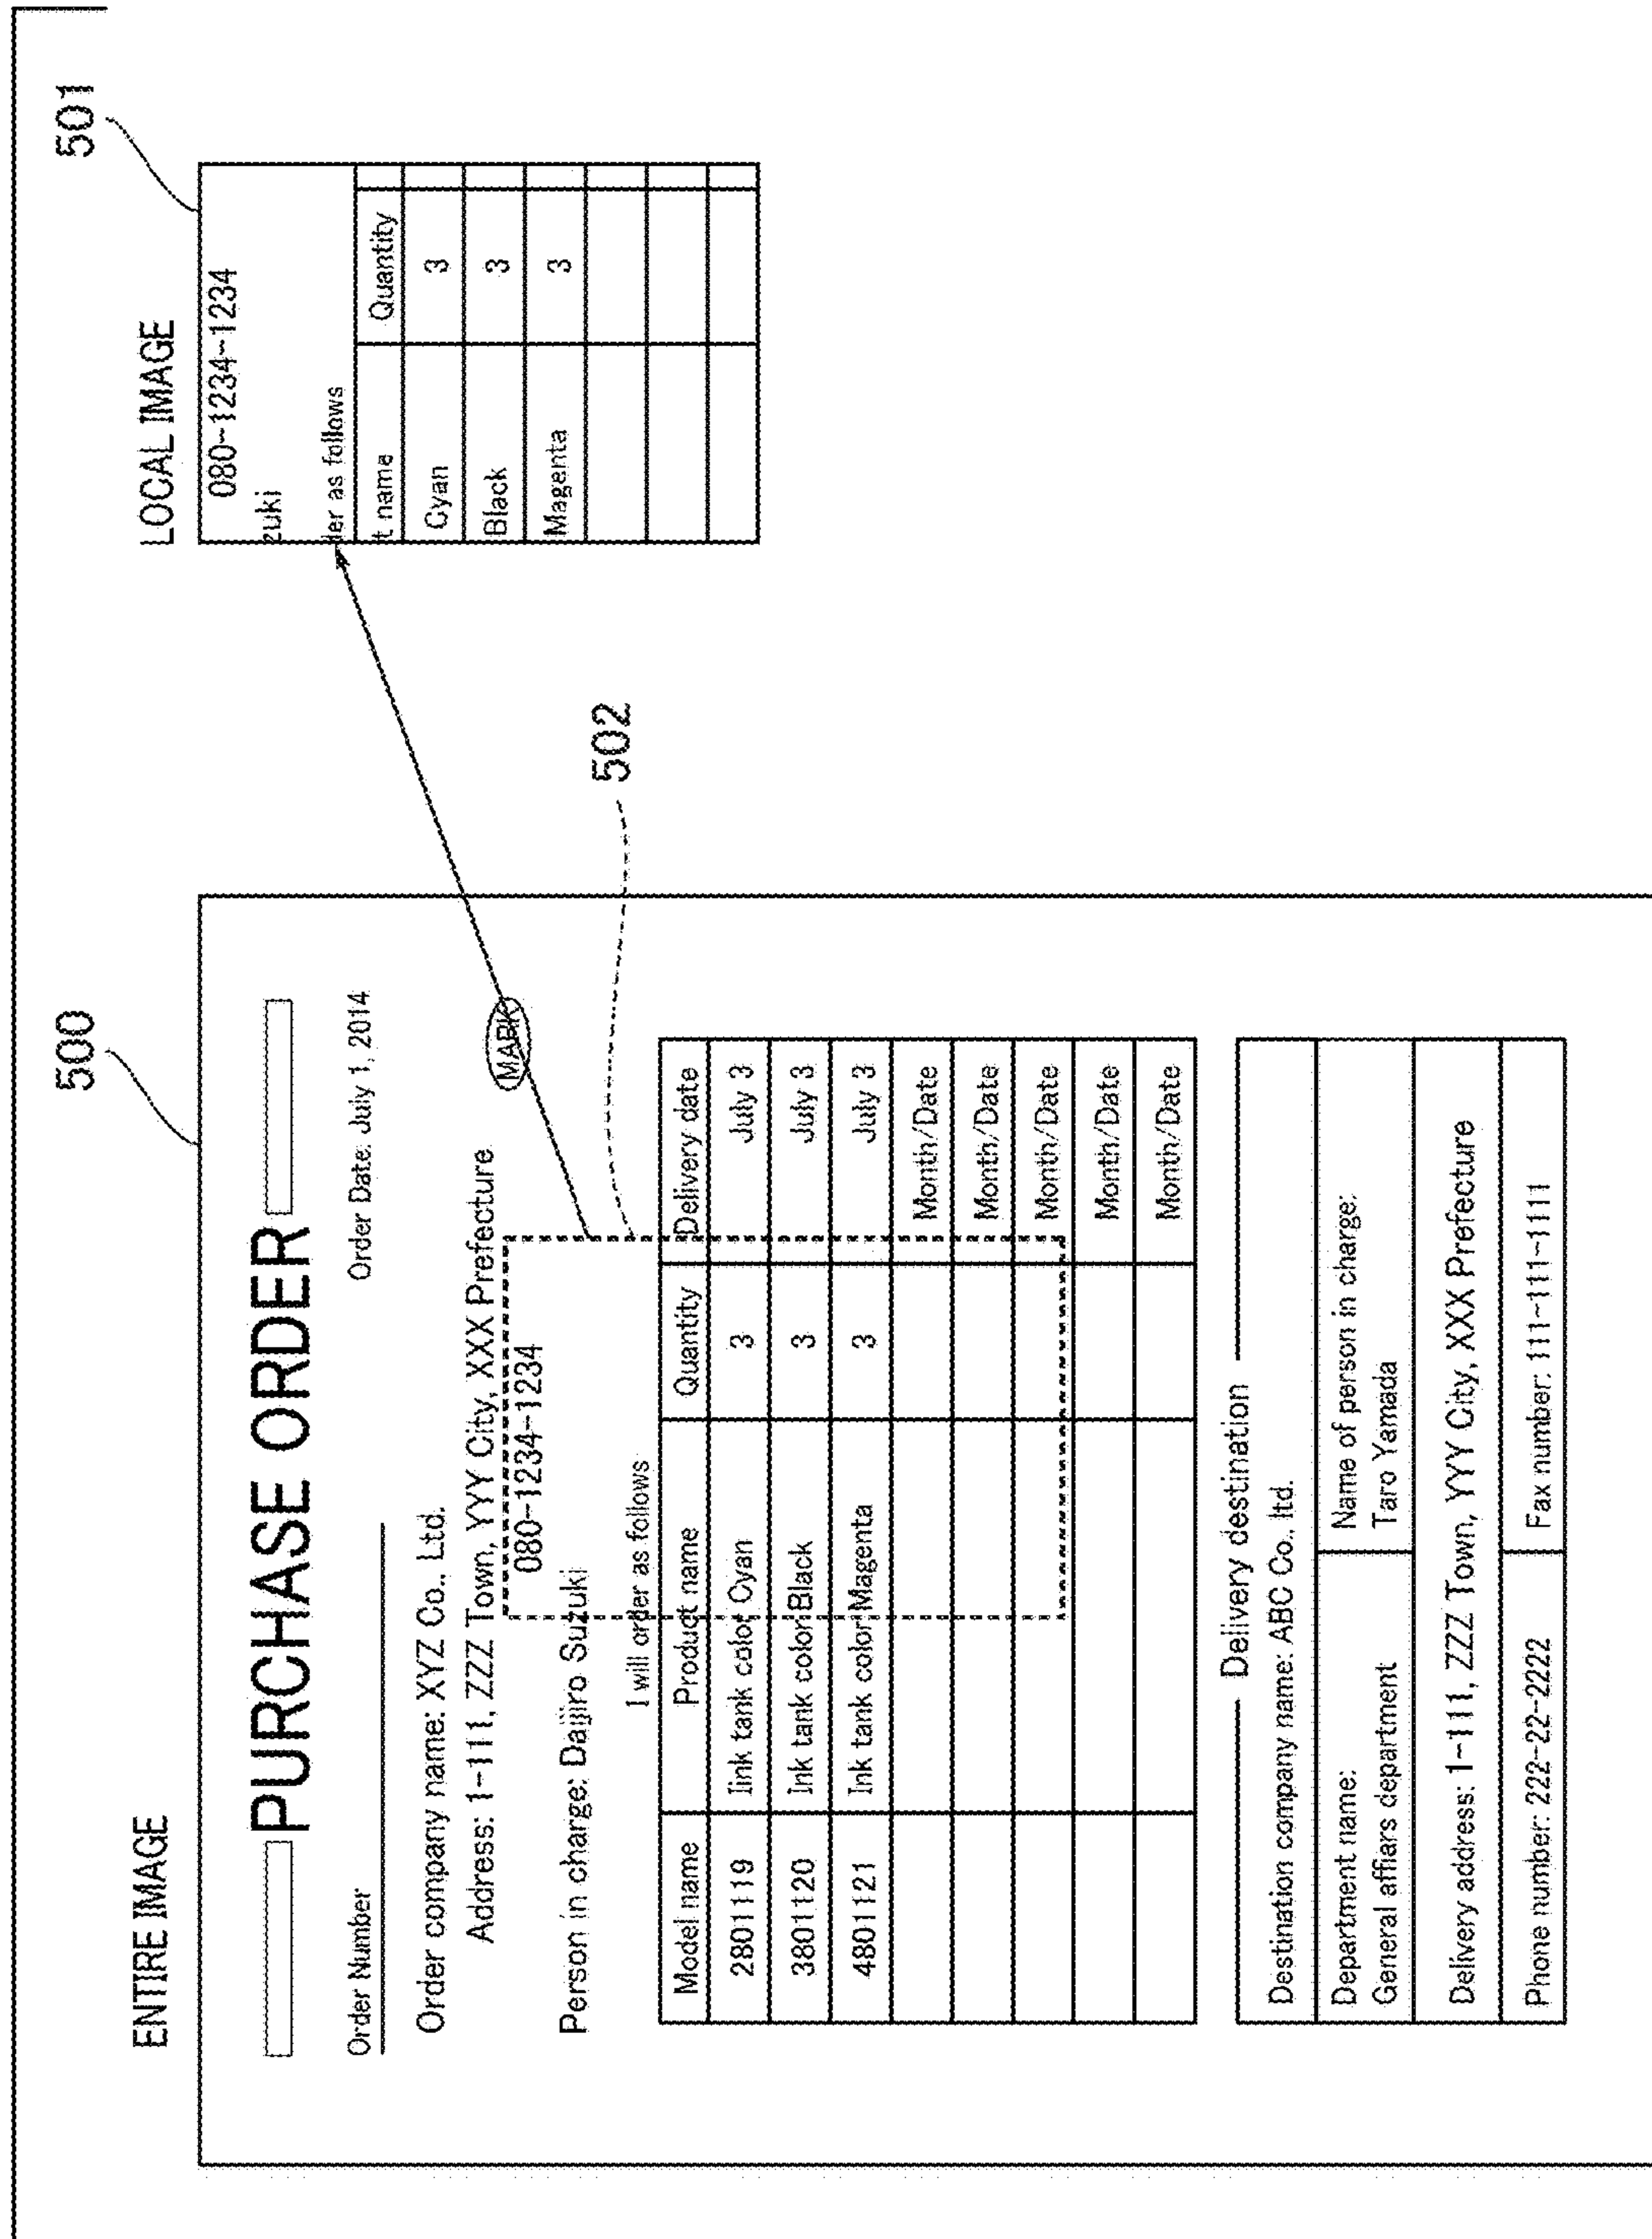 ENTIRE IMAGE
500
PURCHASE ORDER
Order Number
Order Date: July 1, 2014
Order company name: XYZ Co., Ltd.
Address: 1-111, ZZZ Town, YYY City, XXX Prefecture
MARK
080-1234-1234
Person in charge: Daijiro Suzuki
502
I will order as follows
Model name Product name Quantity Delivery date
2801119 Iink tank color Cyan 3 July 3
3801120 Ink tank color Black 3 July 3
4801121 Ink tank color Magenta 3 July 3
Month/Date
Month/Date
Month/Date
Month/Date
Month/Date
Delivery destination
Destination company name: ABC Co., ltd.
Department name: Name of person in charge:
General affiars department Taro Yamada
Delivery address: 1-111, ZZZ Town, YYY City, XXX Prefecture
Phone number: 222-22-2222 Fax number: 111-111-1111
LOCAL IMAGE
501
080-1234-1234
zuki
der as follows
t name Quantity
Cyan 3
Black 3
Magenta 3